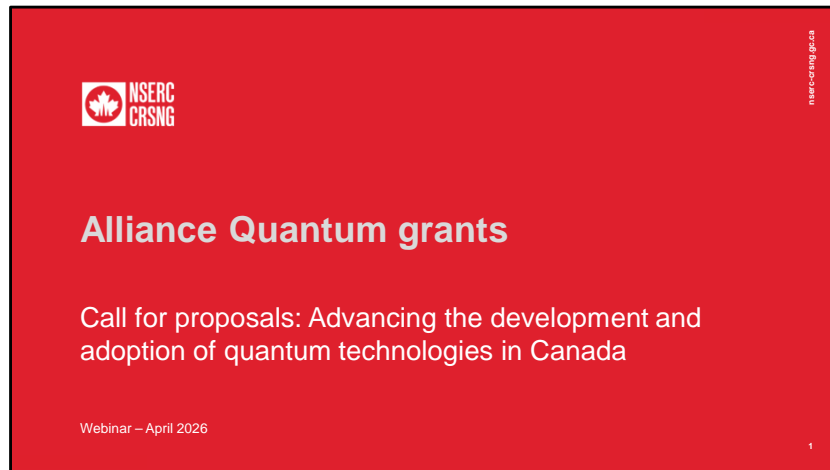 nserc-crsng.gc.ca
NSERC
CRSNG
Alliance Quantum grants
Call for proposals: Advancing the development and
adoption of quantum technologies in Canada
Webinar – April 2026
1